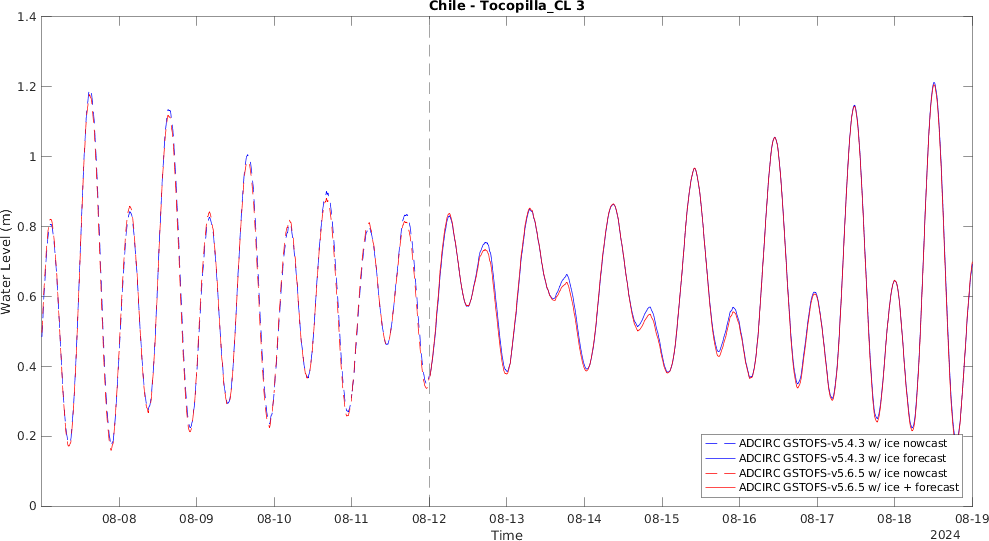 Chile - Tocopilla_CL 3
Water Level (m)
1.4
1.2
1
0.8
0.6
0.4
0.2
0
ADCIRC GSTOFS-v5.4.3 w/ ice nowcast
ADCIRC GSTOFS-v5.4.3 w/ ice forecast
ADCIRC GSTOFS-v5.6.5 w/ ice nowcast
ADCIRC GSTOFS-v5.6.5 w/ ice + forecast
08-08 08-09 08-10 08-11 08-12 08-13 08-14 08-15 08-16 08-17 08-18 08-19
Time
2024